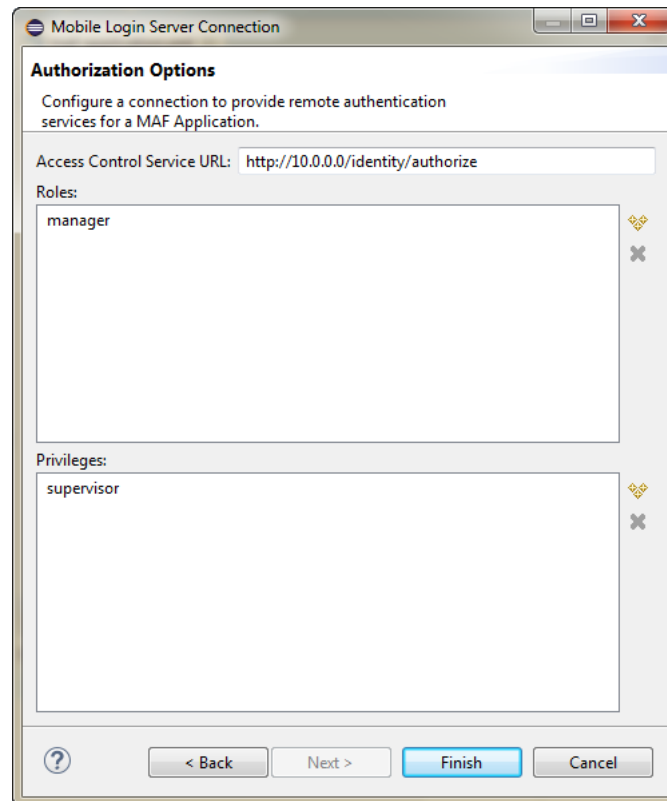 Mobile Login Server Connection
Authorization Options
Configure a connection to provide remote authentication
services for a MAF Application.
Access Control Service URL: http://10.0.0.0/identity/authorize
Roles:
manager
Privileges:
supervisor
? < Back Next > Finish Cancel